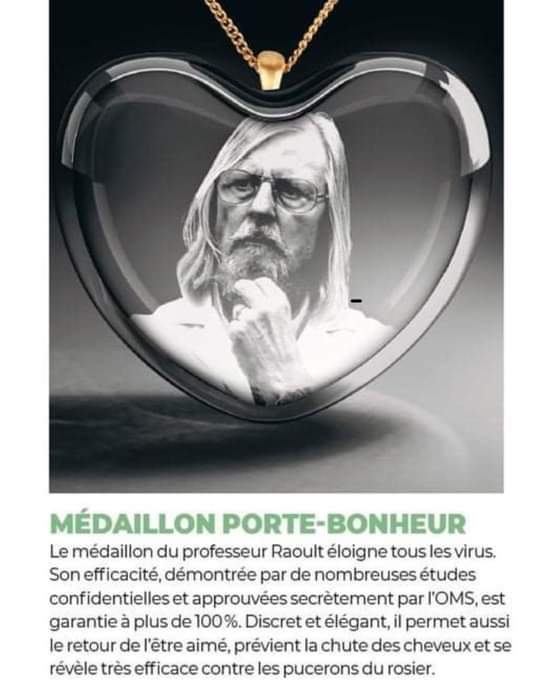 MÉDAILLON PORTE-BONHEUR
Le médaillon du professeur Raoult éloigne tous les virus.
Son efficacité, démontrée par de nombreuses études
confidentielles et approuvées secrètement par l'OMS, est
garantie à plus de 100%. Discret et élégant, il permet aussi
le retour de l'être aimé, prévient la chute des cheveux et se
révèle très efficace contre les pucerons du rosier.